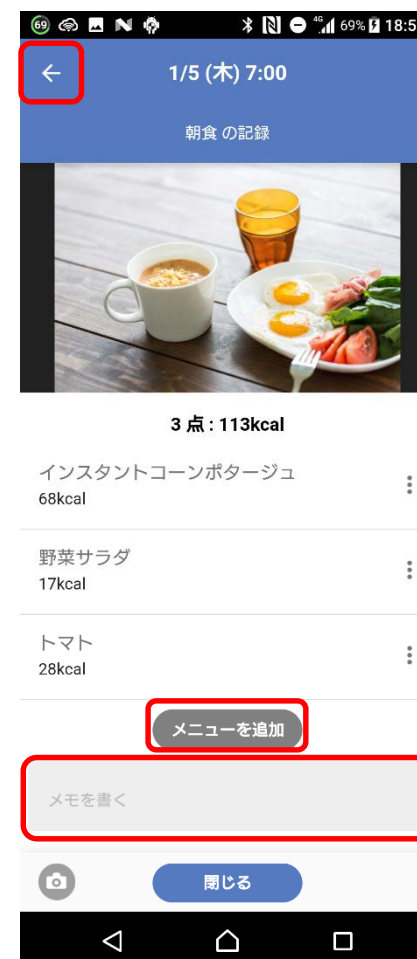 69 4G 69% 18:5
1/5 (木) 7:00
朝食 の記録
3 点 : 113kcal
インスタントコーンポタージュ
68kcal
野菜サラダ
17kcal
トマト
28kcal
メニューを追加
メモを書く
閉じる